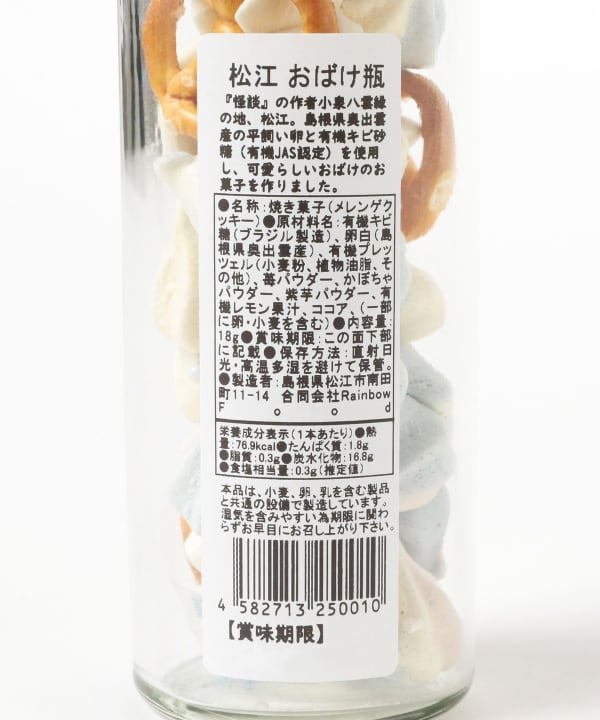 松江 おばけ瓶
『怪談』の作者小泉八雲縁
の地、松江。島根県奥出雲
産の平飼い卵と有機キビ砂
糖（有機JAS認定）を使用
し、可愛らしいおばけのお
菓子を作りました。
●名称：焼き菓子（メレンゲク
ッキー）●原材料名：有機キビ
糖（ブラジル製造）、卵白（島
根県奥出雲産）、有機プレッ
ツェル（小麦粉、植物油脂、そ
の他）、苺パウダー、かぼちゃ
パウダー、紫芋パウダー、有
機レモン果汁、ココア、（一部
に卵・小麦を含む）●内容量：
18g●賞味期限：この面下部
に記載●保存方法：直射日
光・高温多湿を避けて保管。
●製造者：島根県松江市南田
町11-14 合同会社Rainbow
Food
栄養成分表示（1本あたり）●熱
量：76.9kcal●たんぱく質：1.8g
●脂質：0.3g●炭水化物：16.8g
●食塩相当量：0.3g（推定値）
本品は、小麦、卵、乳を含む製品
と共通の設備で製造しています。
湿気を含みやすい為期限に関わ
らずお早目にお召し上がり下さい。
4 582713 250010
【賞味期限】